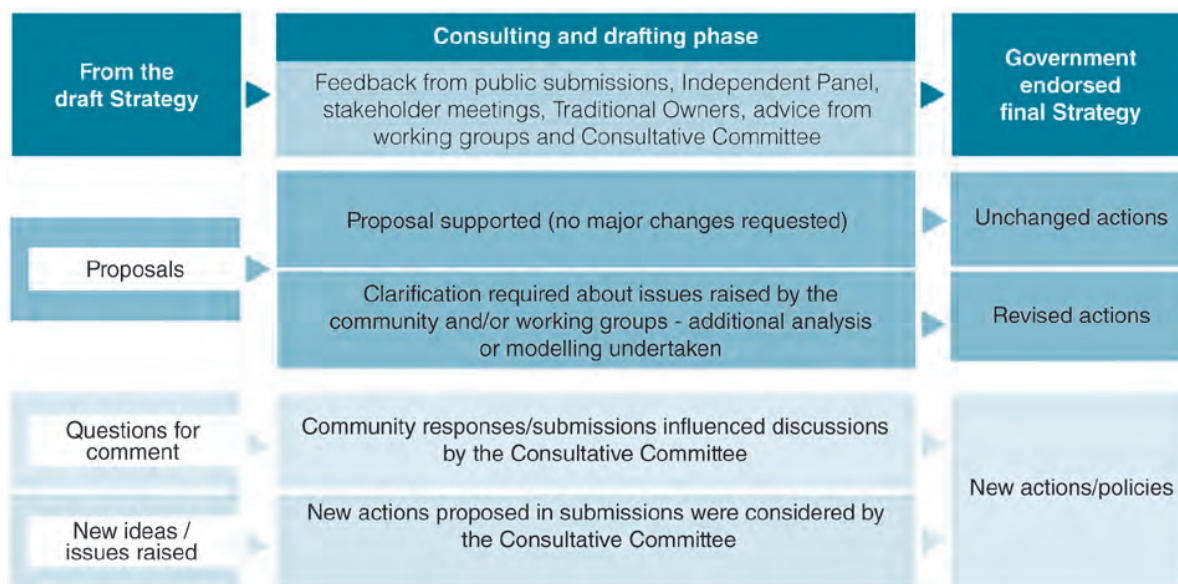 From the
draft Strategy
Consulting and drafting phase
Feedback from public submissions, Independent Panel,
stakeholder meetings, Traditional Owners, advice from
working groups and Consultative Committee
Government
endorsed
final Strategy
Proposals
Proposal supported (no major changes requested)
Unchanged actions
Clarification required about issues raised by the
community and/or working groups - additional analysis
or modelling undertaken
Revised actions
Questions for
comment
Community responses/submissions influenced discussions
by the Consultative Committee
New ideas /
issues raised
New actions proposed in submissions were considered by
the Consultative Committee
New actions/policies